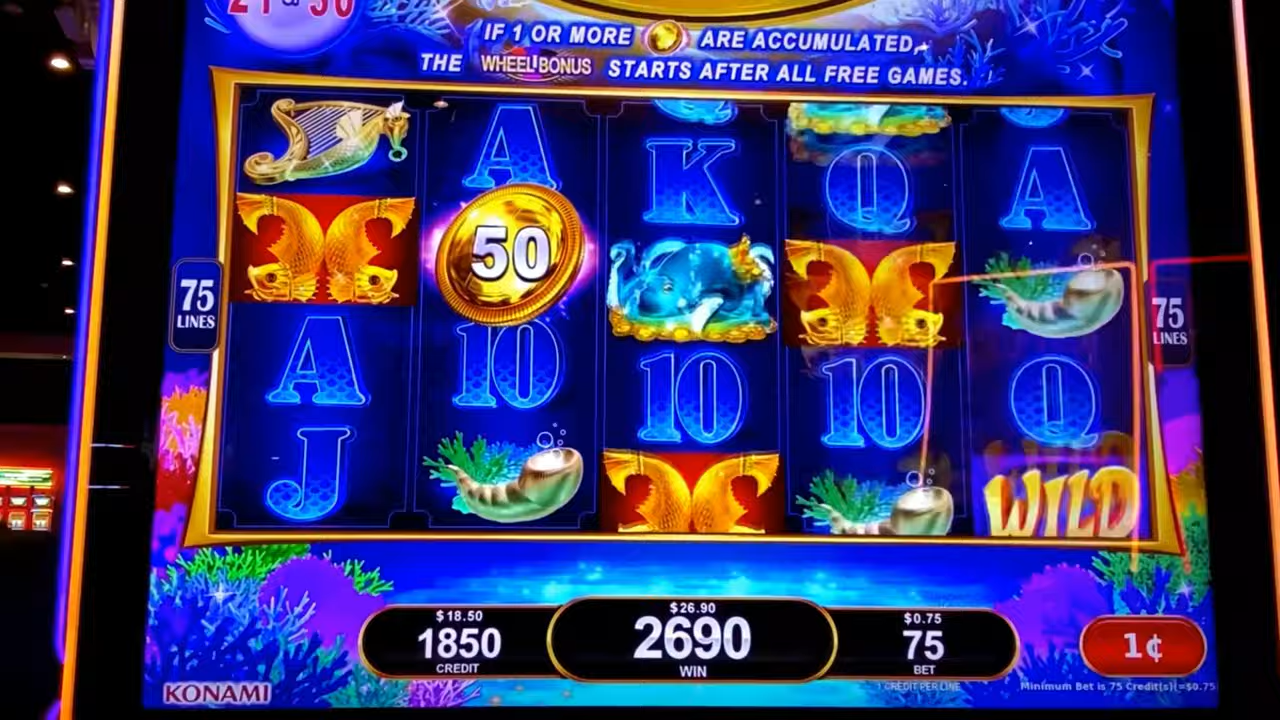 IF 1 OR MORE ARE ACCUMULATED,
THE WHEEL BONUS STARTS AFTER ALL FREE GAMES.
A K Q A
50
75 LINES
75 LINES
A 10 10 10 Q
J
WILD
$18.50
1850
CREDIT
$26.90
2690
WIN
$0.75
75
BET
1¢
KONAMI
1 CREDIT PER LINE
Minimum Bet is 75 Credit(s)(=$0.75